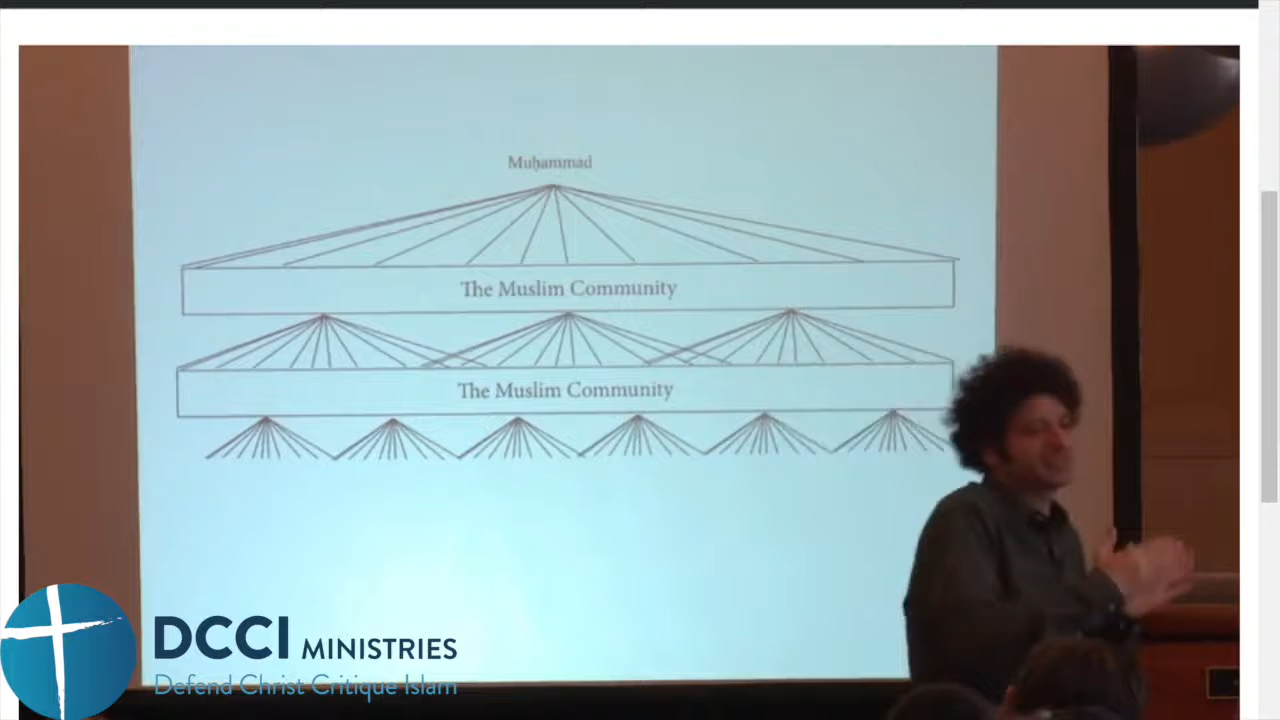 Muḥammad
The Muslim Community
The Muslim Community
DCCI MINISTRIES
Defend Christ Critique Islam